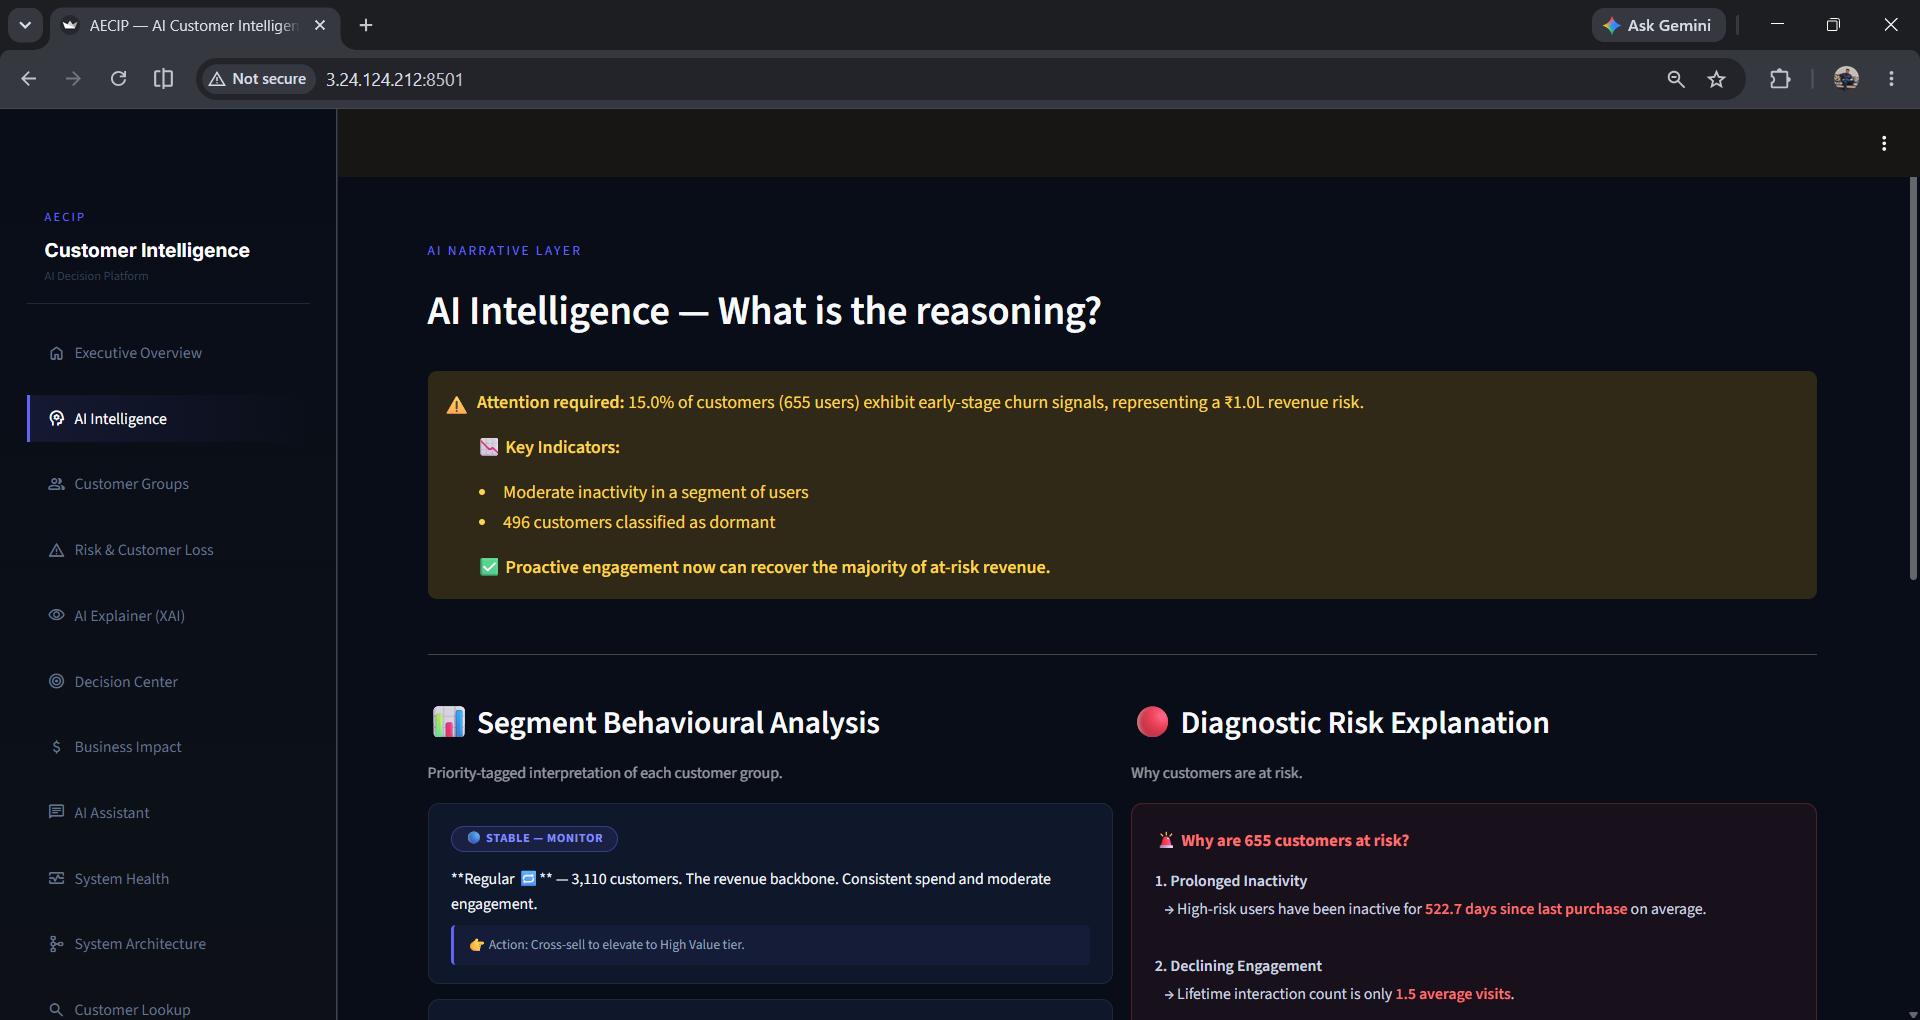 AECIP — AI Customer Intelligen
Ask Gemini
Not secure
3.24.124.212:8501
AECIP
Customer Intelligence
AI Decision Platform
Executive Overview
AI Intelligence
Customer Groups
Risk & Customer Loss
AI Explainer (XAI)
Decision Center
Business Impact
AI Assistant
System Health
System Architecture
Customer Lookup
AI NARRATIVE LAYER
AI Intelligence — What is the reasoning?
Attention required: 15.0% of customers (655 users) exhibit early-stage churn signals, representing a ₹1.0L revenue risk.
Key Indicators:
• Moderate inactivity in a segment of users
• 496 customers classified as dormant
Proactive engagement now can recover the majority of at-risk revenue.
Segment Behavioural Analysis
Priority-tagged interpretation of each customer group.
STABLE — MONITOR
**Regular 🔁 ** — 3,110 customers. The revenue backbone. Consistent spend and moderate
engagement.
👉 Action: Cross-sell to elevate to High Value tier.
Diagnostic Risk Explanation
Why customers are at risk.
Why are 655 customers at risk?
1. Prolonged Inactivity
→ High-risk users have been inactive for 522.7 days since last purchase on average.
2. Declining Engagement
→ Lifetime interaction count is only 1.5 average visits.